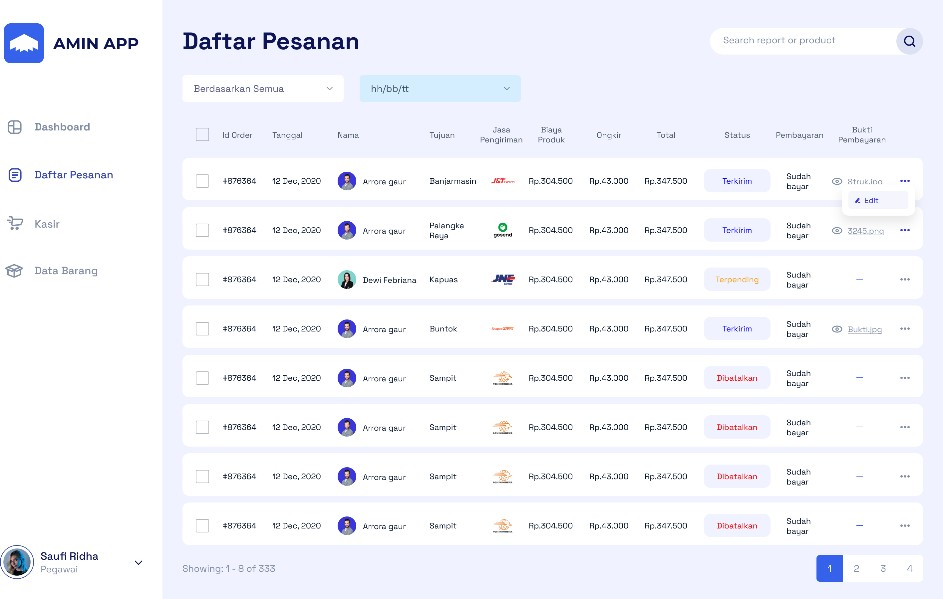 AMIN APP
Dashboard
Daftar Pesanan
Kasir
Data Barang
Saufi Ridha
Pegawai
Daftar Pesanan
Search report or product
Berdasarkan Semua
hh/bb/tt
Id Order Tanggal Nama Tujuan Jasa Pengiriman Biaya Produk Ongkir Total Status Pembayaran Bukti Pembayaran
#876364 12 Dec, 2020 Arrora gaur Banjarmasin J&T Rp.304.500 Rp.43.000 Rp.347.500 Terkirim Sudah bayar Struk.jpg
Edit
#876364 12 Dec, 2020 Arrora gaur Palangka Raya gosend Rp.304.500 Rp.43.000 Rp.347.500 Terkirim Sudah bayar 3245.png
#876364 12 Dec, 2020 Dewi Febriana Kapuas JNE Rp.304.500 Rp.43.000 Rp.347.500 Terpending Sudah bayar —
#876364 12 Dec, 2020 Arrora gaur Buntok Rp.304.500 Rp.43.000 Rp.347.500 Terkirim Sudah bayar Bukti.jpg
#876364 12 Dec, 2020 Arrora gaur Sampit Rp.304.500 Rp.43.000 Rp.347.500 Dibatalkan Sudah bayar —
#876364 12 Dec, 2020 Arrora gaur Sampit Rp.304.500 Rp.43.000 Rp.347.500 Dibatalkan Sudah bayar —
#876364 12 Dec, 2020 Arrora gaur Sampit Rp.304.500 Rp.43.000 Rp.347.500 Dibatalkan Sudah bayar —
#876364 12 Dec, 2020 Arrora gaur Sampit Rp.304.500 Rp.43.000 Rp.347.500 Dibatalkan Sudah bayar —
Showing: 1 - 8 of 333
1 2 3 4